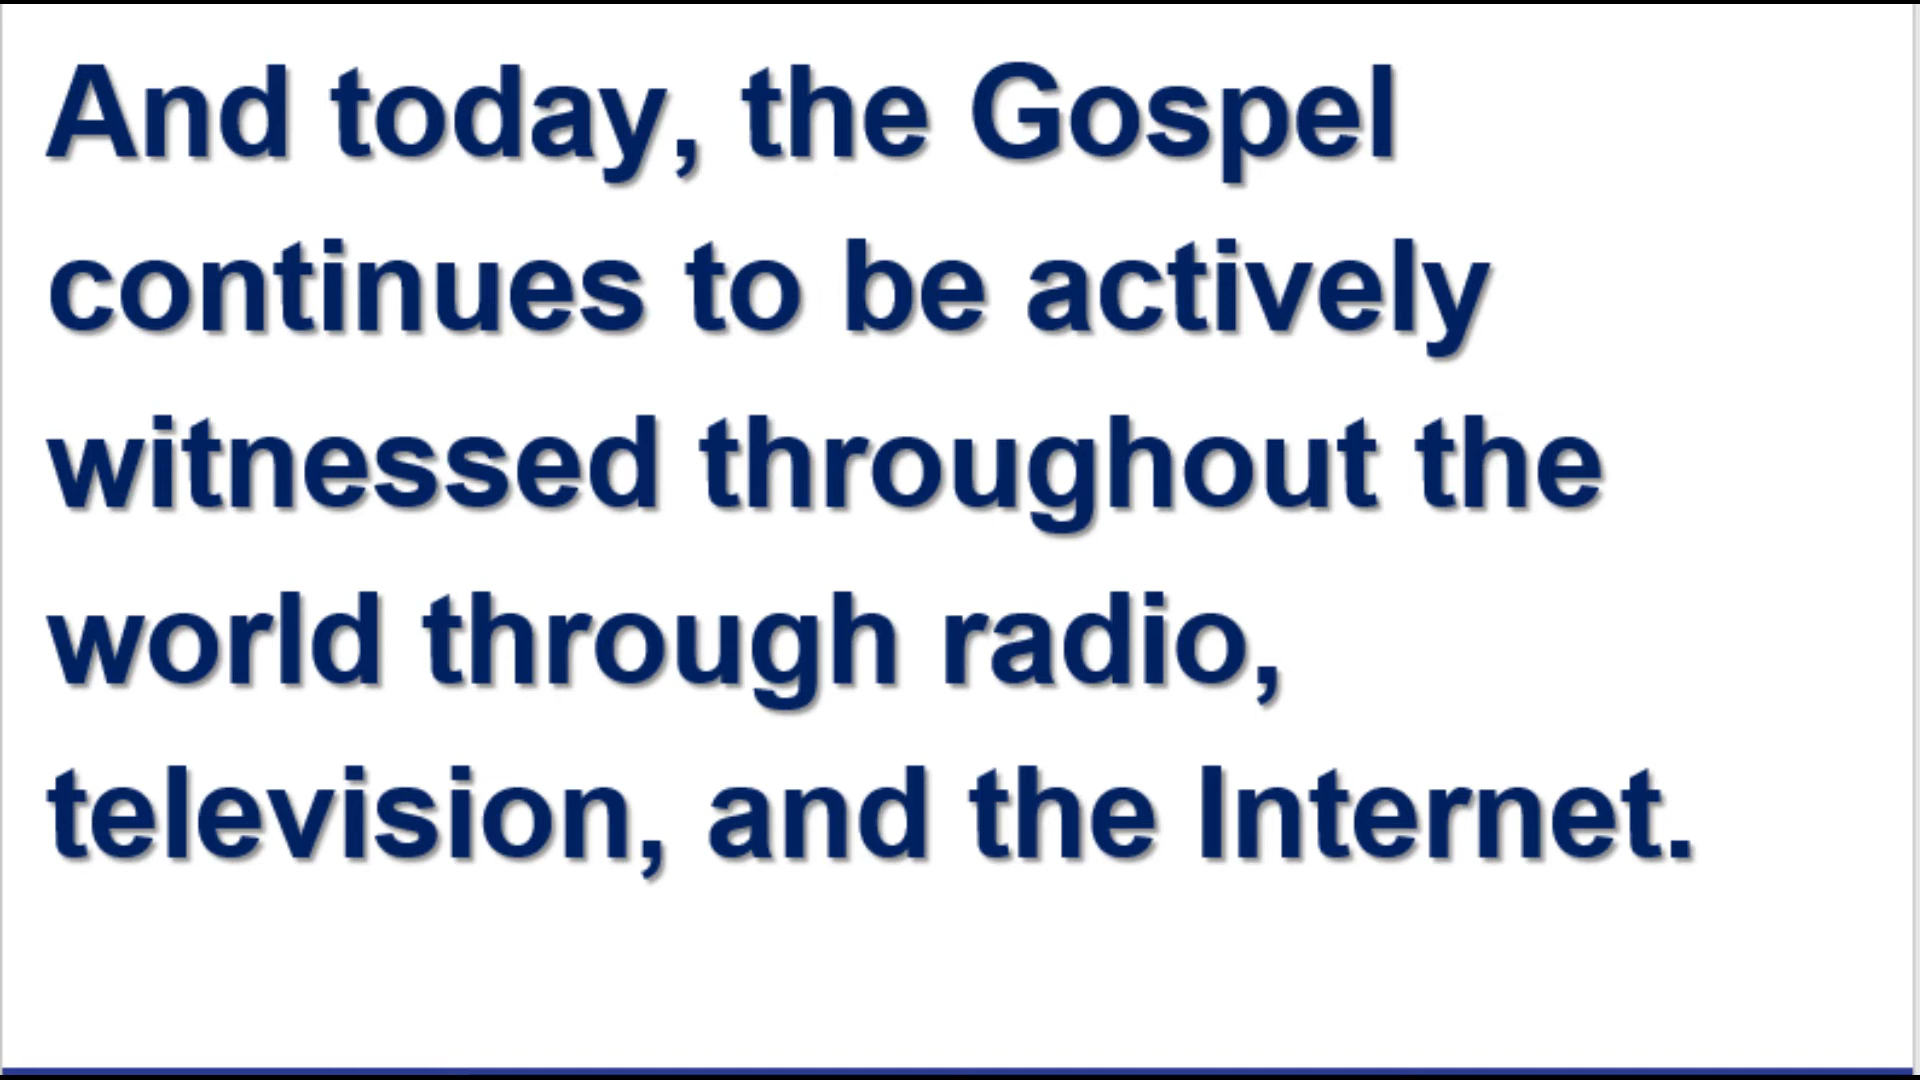 And today, the Gospel
continues to be actively
witnessed throughout the
world through radio,
television, and the Internet.